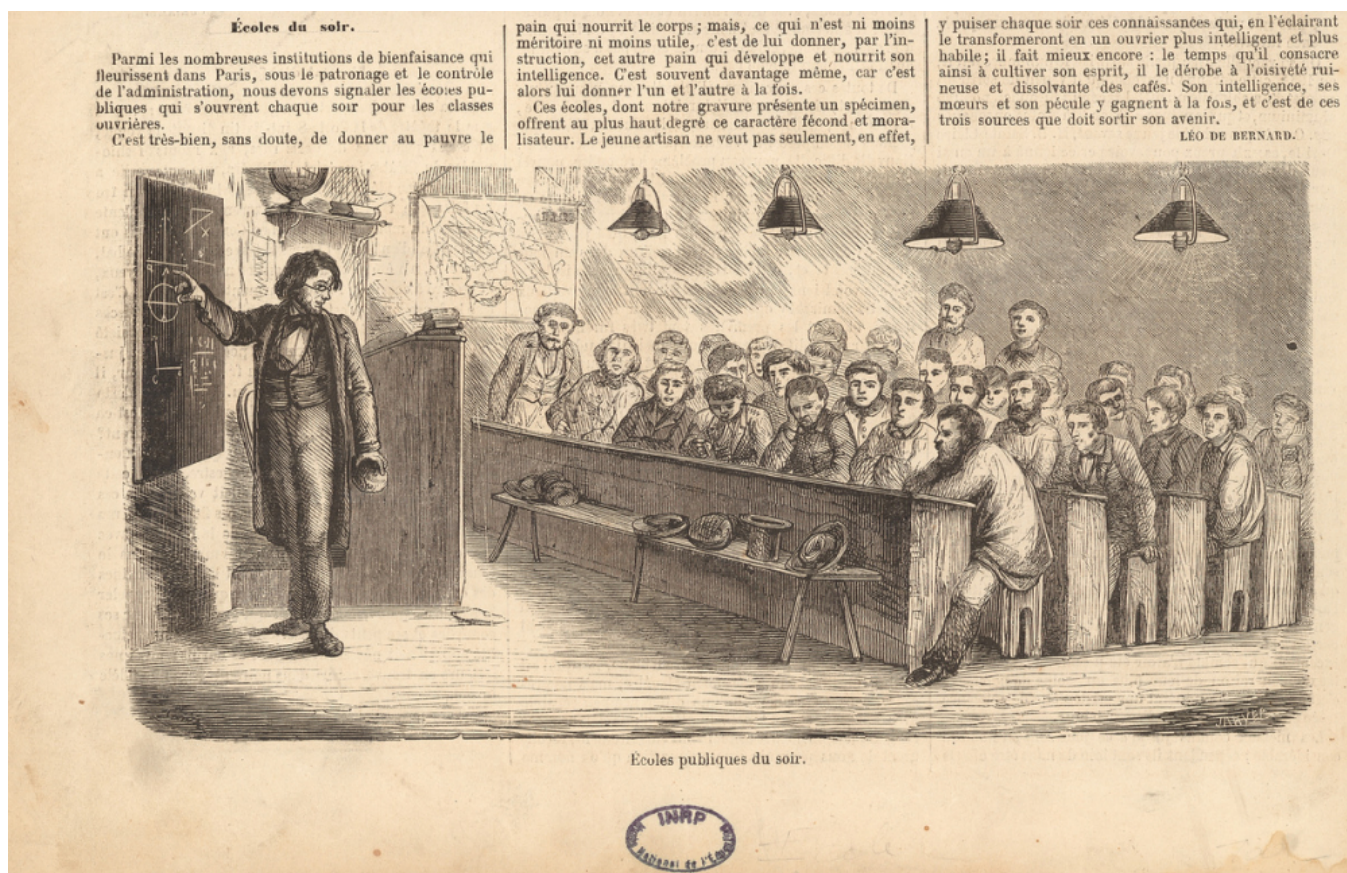 Écoles du soir.
Parmi les nombreuses institutions de bienfaisance qui
fleurissent dans Paris, sous le patronage et le contrôle
de l'administration, nous devons signaler les écoles pu-
bliques qui s'ouvrent chaque soir pour les classes
ouvrières.
C'est très-bien, sans doute, de donner au pauvre le
pain qui nourrit le corps; mais, ce qui n'est ni moins
méritoire ni moins utile, c'est de lui donner, par l'in-
struction, cet autre pain qui développe et nourrit son
intelligence. C'est souvent davantage même, car c'est
alors lui donner l'un et l'autre à la fois.
Ces écoles, dont notre gravure présente un spécimen,
offrent au plus haut degré ce caractère fécond et mora-
lisateur. Le jeune artisan ne veut pas seulement, en effet,
y puiser chaque soir ces connaissances qui, en l'éclairant
le transformeront en un ouvrier plus intelligent et plus
habile; il fait mieux encore : le temps qu'il consacre
ainsi à cultiver son esprit, il le dérobe à l'oisiveté rui-
neuse et dissolvante des cafés. Son intelligence, ses
mœurs et son pécule y gagnent à la fois, et c'est de ces
trois sources que doit sortir son avenir.
LÉO DE BERNARD.
Écoles publiques du soir.
INRP
National de l'